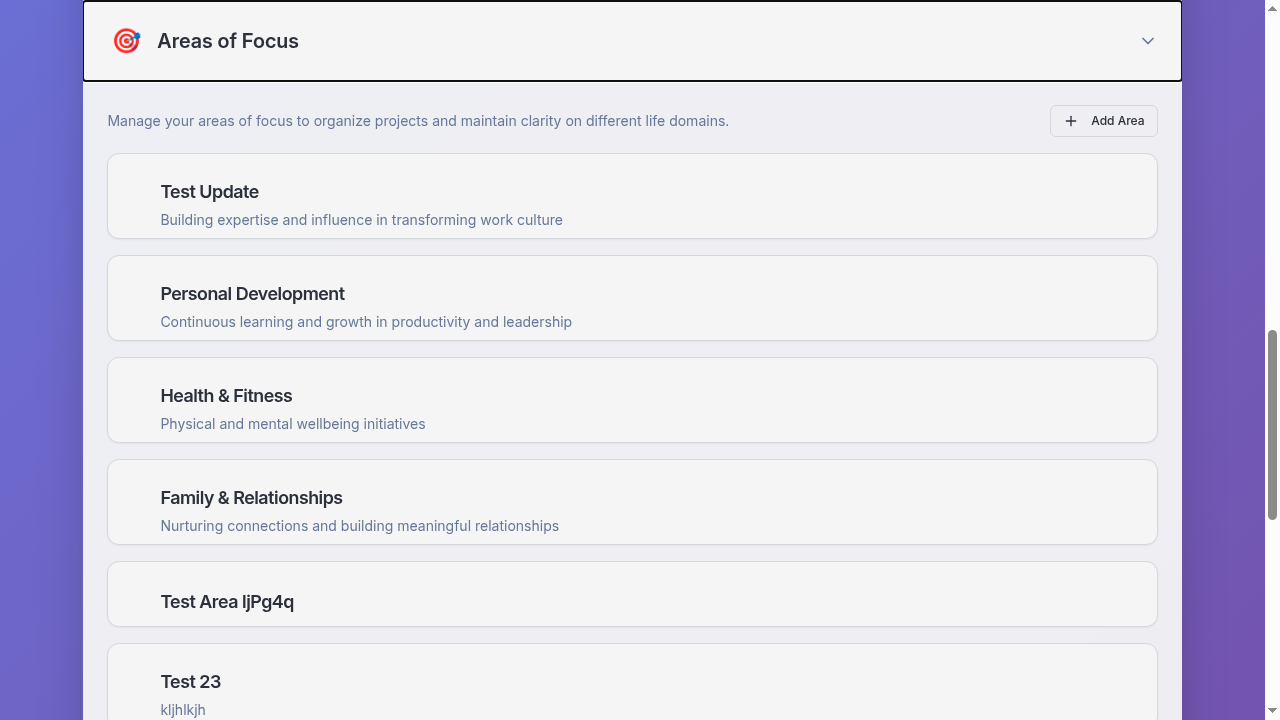 Areas of Focus
Manage your areas of focus to organize projects and maintain clarity on different life domains.
Add Area
Test Update
Building expertise and influence in transforming work culture
Personal Development
Continuous learning and growth in productivity and leadership
Health & Fitness
Physical and mental wellbeing initiatives
Family & Relationships
Nurturing connections and building meaningful relationships
Test Area ljPg4q
Test 23
kljhlkjh